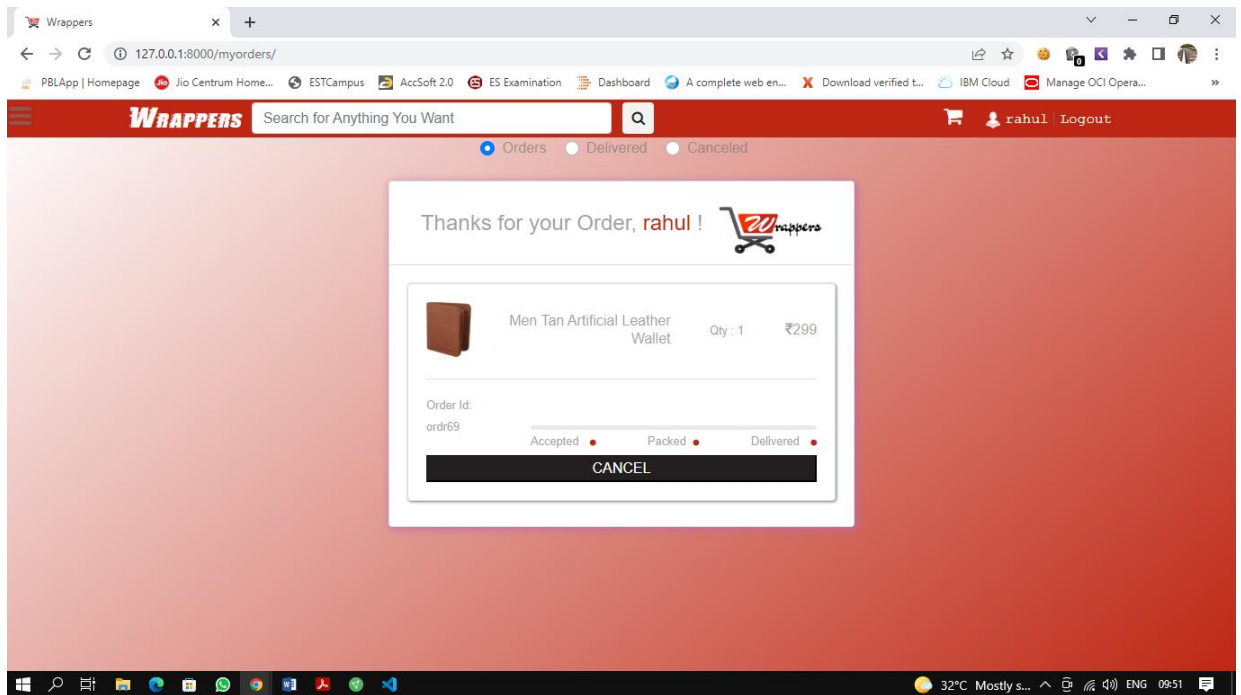 Wrappers
127.0.0.1:8000/myorders/
PBLApp | Homepage Jio Centrum Home... ESTCampus AccSoft 2.0 ES Examination Dashboard A complete web en... Download verified t... IBM Cloud Manage OCI Opera... »
WRAPPERS Search for Anything You Want rahul Logout
Orders Delivered Canceled
Thanks for your Order, rahul ! Wrappers
Men Tan Artificial Leather
Wallet
Qty : 1 ₹299
Order Id:
ordr69
Accepted Packed Delivered
CANCEL
32°C Mostly s... ENG 09:51